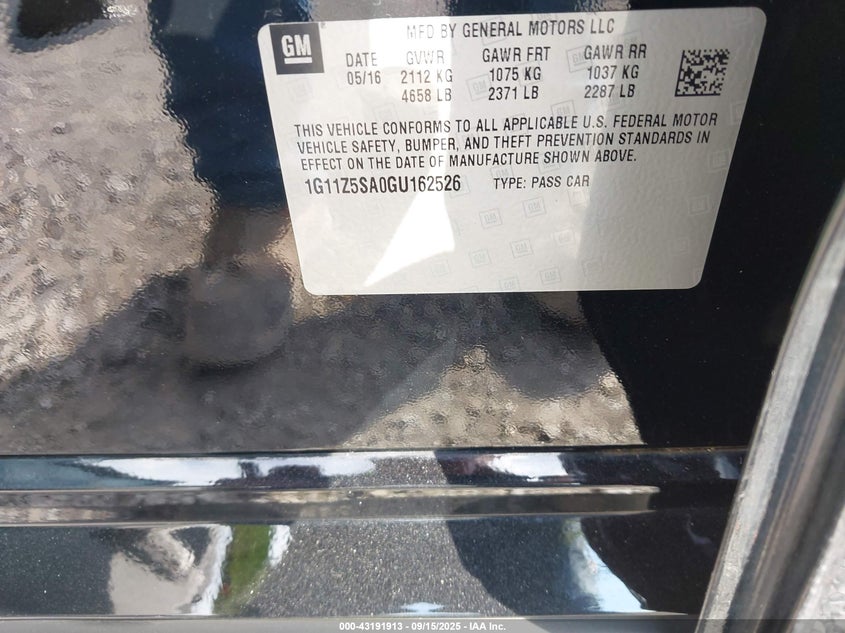 GM
MFD BY GENERAL MOTORS LLC
DATE GVWR GAWR FRT GAWR RR
05/16 2112 KG 1075 KG 1037 KG
4658 LB 2371 LB 2287 LB
THIS VEHICLE CONFORMS TO ALL APPLICABLE U.S. FEDERAL MOTOR
VEHICLE SAFETY, BUMPER, AND THEFT PREVENTION STANDARDS IN
EFFECT ON THE DATE OF MANUFACTURE SHOWN ABOVE.
1G11Z5SA0GU162526 TYPE: PASS CAR
000-43191913 - 09/15/2025 - IAA Inc.